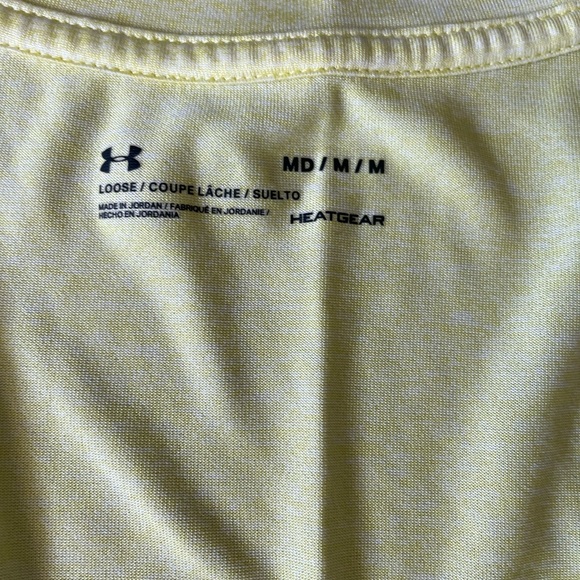 MD / M / M
LOOSE / COUPE LÂCHE / SUELTO
MADE IN JORDAN / FABRIQUÉ EN JORDANIE /
HECHO EN JORDANIA
HEATGEAR